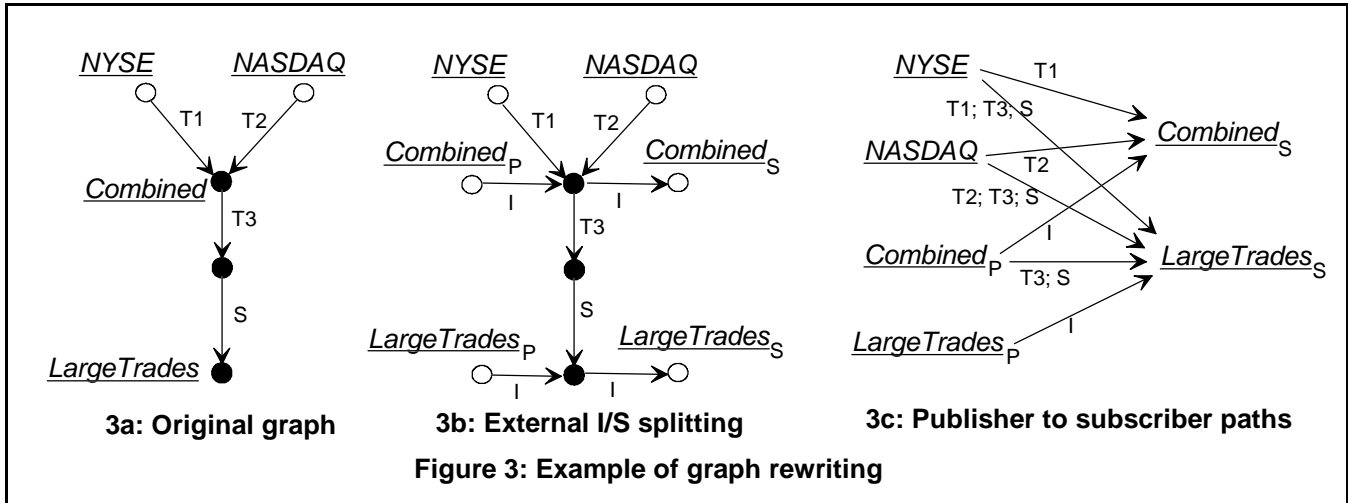 NYSE NASDAQ
T1 T2
Combined
T3
S
LargeTrades
3a: Original graph
NYSE NASDAQ
T1 T2
CombinedP CombinedS
I I
T3
S
LargeTradesP LargeTradesS
I I
3b: External I/S splitting
NYSE
T1
T1; T3; S
CombinedS
NASDAQ
T2
T2; T3; S
I
CombinedP
T3; S
LargeTradesS
LargeTradesP
I
3c: Publisher to subscriber paths
Figure 3: Example of graph rewriting